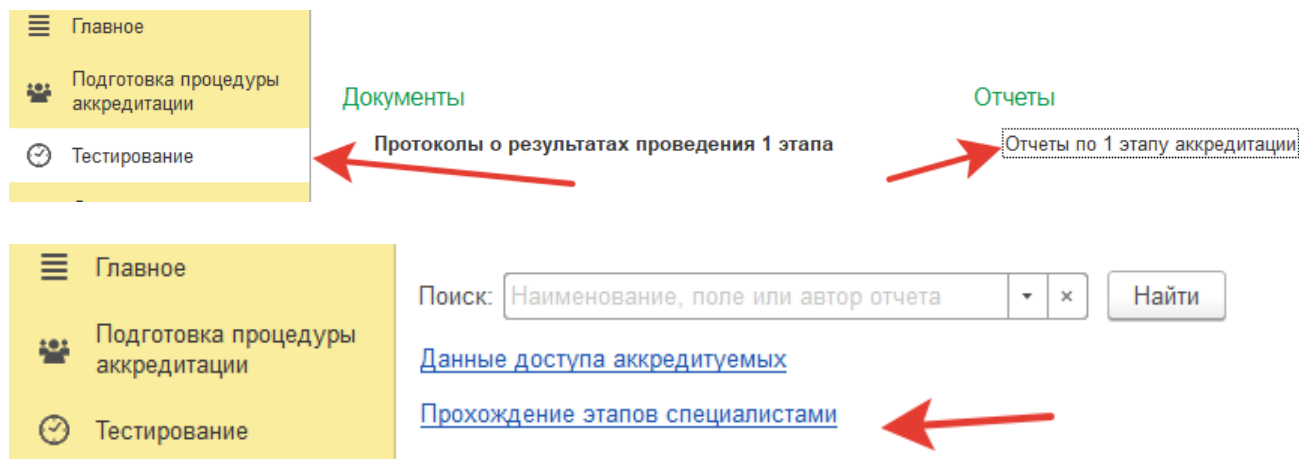 Главное
Подготовка процедуры
аккредитации
Тестирование
Документы
Протоколы о результатах проведения 1 этапа
Отчеты
Отчеты по 1 этапу аккредитации
Главное
Подготовка процедуры
аккредитации
Тестирование
Поиск: Наименование, поле или автор отчета Найти
Данные доступа аккредитуемых
Прохождение этапов специалистами